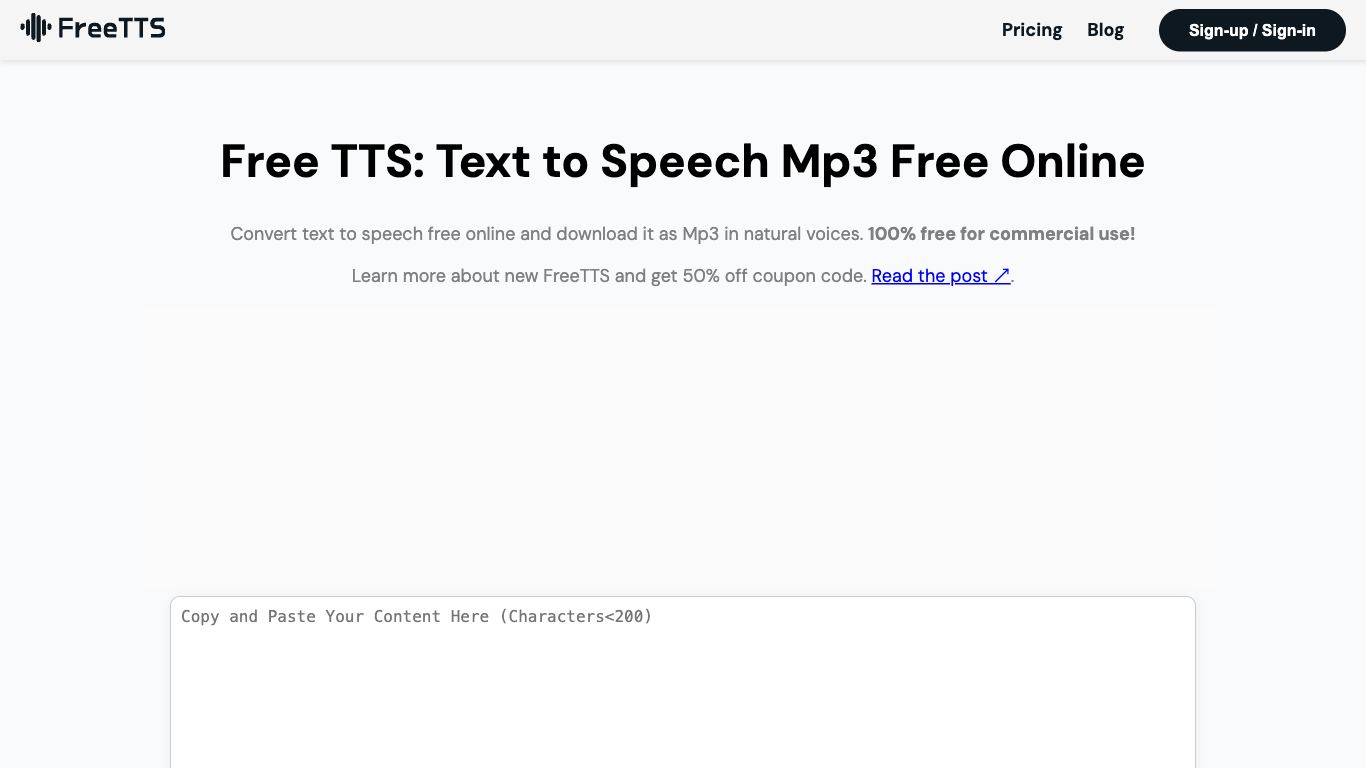 FreeTTS
Pricing
Blog
Sign-up / Sign-in
Free TTS: Text to Speech Mp3 Free Online
Convert text to speech free online and download it as Mp3 in natural voices. 100% free for commercial use!
Learn more about new FreeTTS and get 50% off coupon code. Read the post ↗.
Copy and Paste Your Content Here (Characters<200)